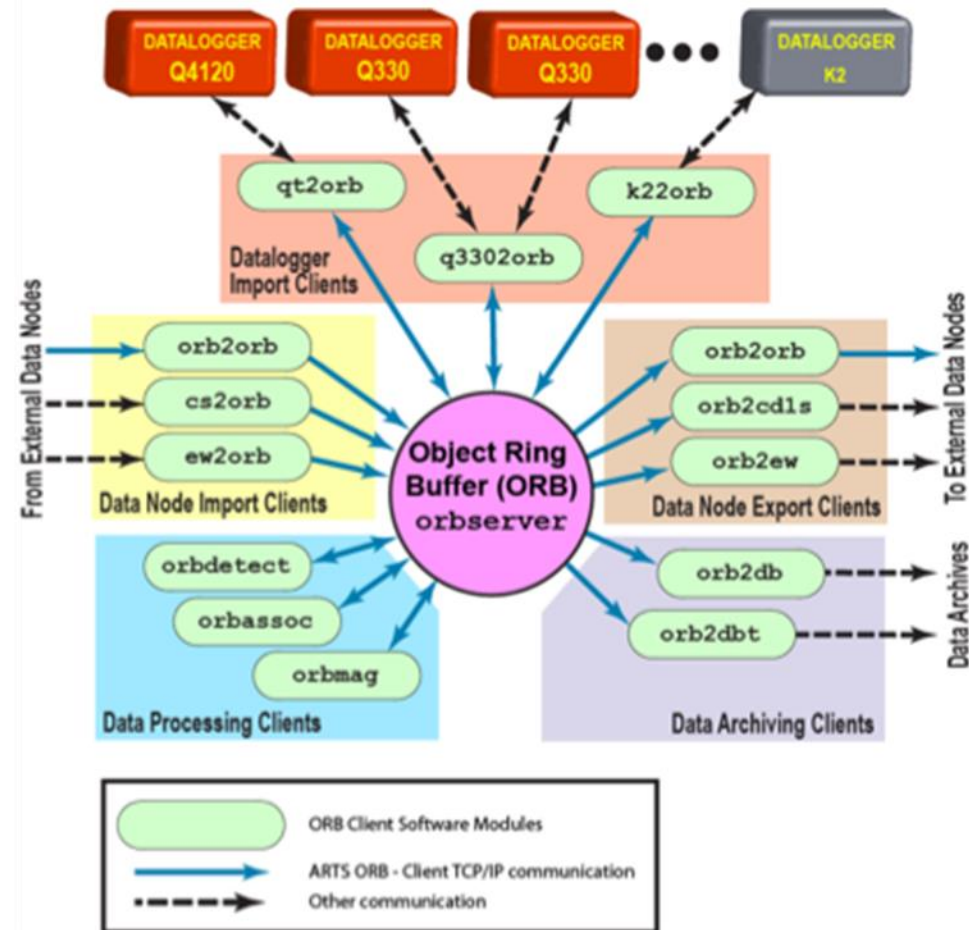 DATALOGGER
Q4120
DATALOGGER
Q330
DATALOGGER
Q330
DATALOGGER
K2
qt2orb
k22orb
q3302orb
Datalogger
Import Clients
From External Data Nodes
orb2orb
cs2orb
ew2orb
Data Node Import Clients
Object Ring
Buffer (ORB)
orbserver
orb2orb
orb2cdls
orb2ew
Data Node Export Clients
To External Data Nodes
orbdetect
orbassoc
orbmag
Data Processing Clients
orb2db
orb2dbt
Data Archiving Clients
Data Archives
ORB Client Software Modules
ARTS ORB - Client TCP/IP communication
Other communication